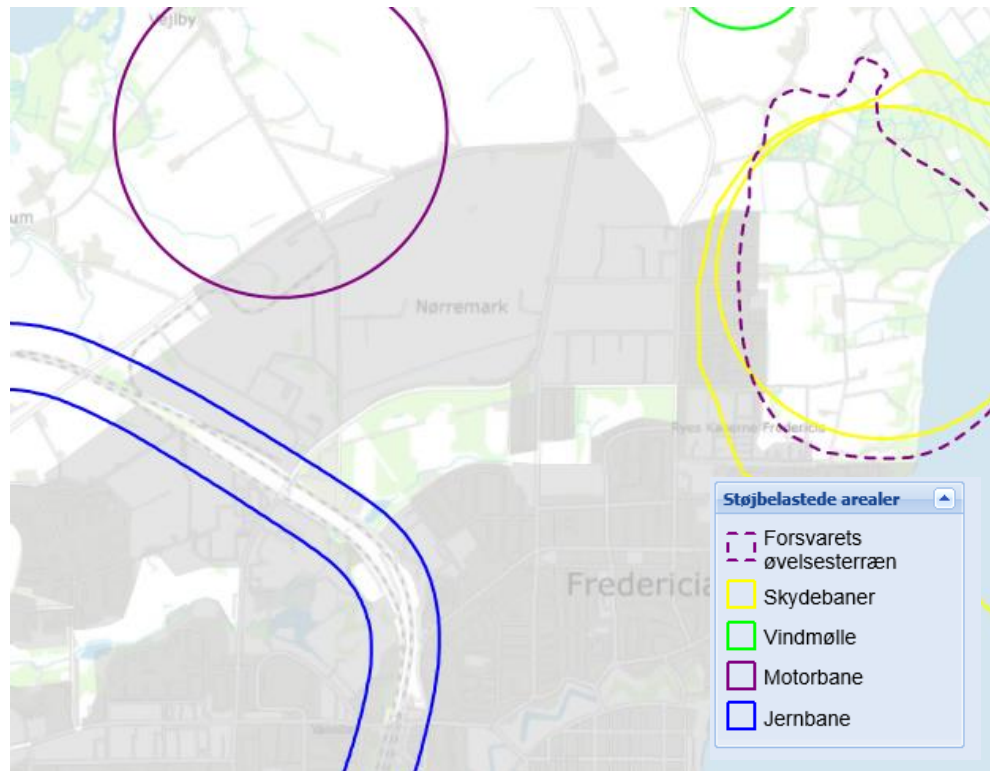 Vejlby
um
Nørremark
Ryes Kaserne Fredericia
Fredericia
Støjbelastede arealer
Forsvarets
øvelsesterræn
Skydebaner
Vindmølle
Motorbane
Jernbane